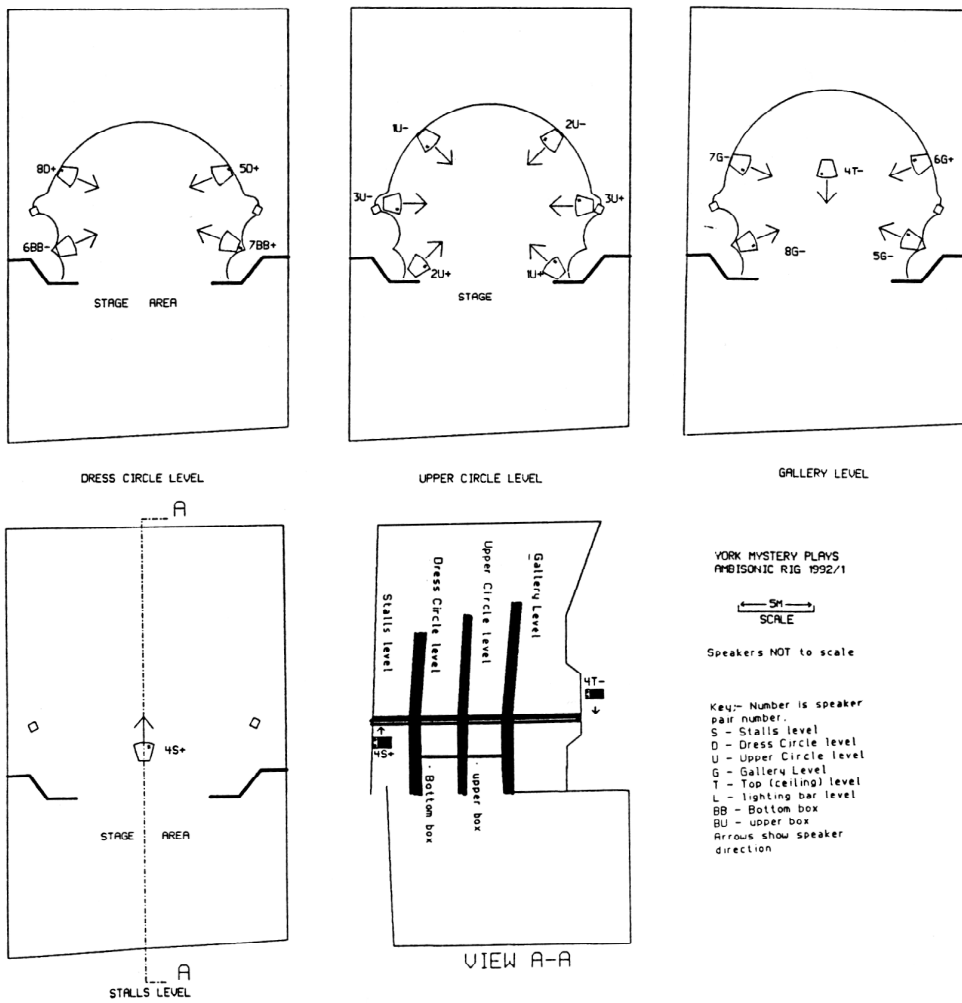 8D+
5D+
6BB-
7BB+
STAGE AREA
DRESS CIRCLE LEVEL
1U-
2U-
3U-
3U+
2U+
1U+
STAGE
UPPER CIRCLE LEVEL
7G-
4T-
6G+
8G-
5G-
GALLERY LEVEL
A
4S+
STAGE AREA
A
STALLS LEVEL
Stalls level
Dress Circle level
Upper Circle level
Gallery Level
4T-
4S+
Bottom box
upper box
VIEW A-A
YORK MYSTERY PLAYS
AMBISONIC RIG 1992/1
5M
SCALE
Speakers NOT to scale
Key:- Number is speaker
pair number.
S - Stalls level
D - Dress Circle level
U - Upper Circle level
G - Gallery Level
T - Top (ceiling) level
L - lighting bar level
BB - Bottom box
BU - upper box
Arrows show speaker
direction